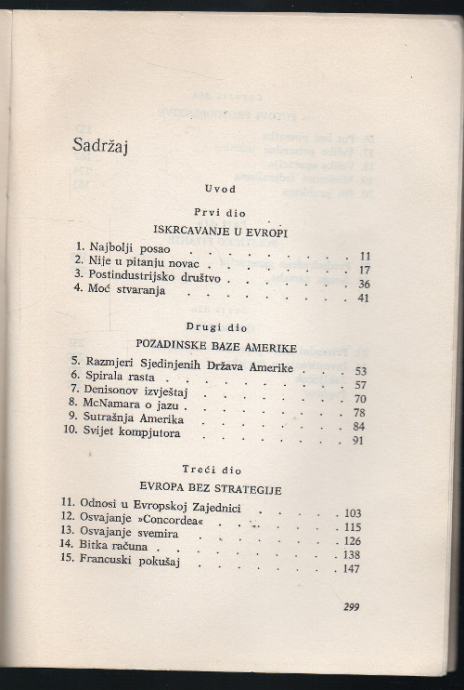 Sadržaj
Uvod
Prvi dio
ISKRCAVANJE U EVROPI
1. Najbolji posao . . . . . . . . 11
2. Nije u pitanju novac . . . . . . . 17
3. Postindustrijsko društvo . . . . . . 36
4. Moć stvaranja . . . . . . . . 41
Drugi dio
POZADINSKE BAZE AMERIKE
5. Razmjeri Sjedinjenih Država Amerike . . . 53
6. Spirala rasta . . . . . . . . 57
7. Denisonov izvještaj . . . . . . . 70
8. McNamara o jazu . . . . . . . 78
9. Sutrašnja Amerika . . . . . . . 84
10. Svijet kompjutora . . . . . . . 91
Treći dio
EVROPA BEZ STRATEGIJE
11. Odnosi u Evropskoj Zajednici . . . . . 103
12. Osvajanje »Concordea« . . . . . . 115
13. Osvajanje svemira . . . . . . . 126
14. Bitka računa . . . . . . . . 138
15. Francuski pokušaj . . . . . . . 147
299